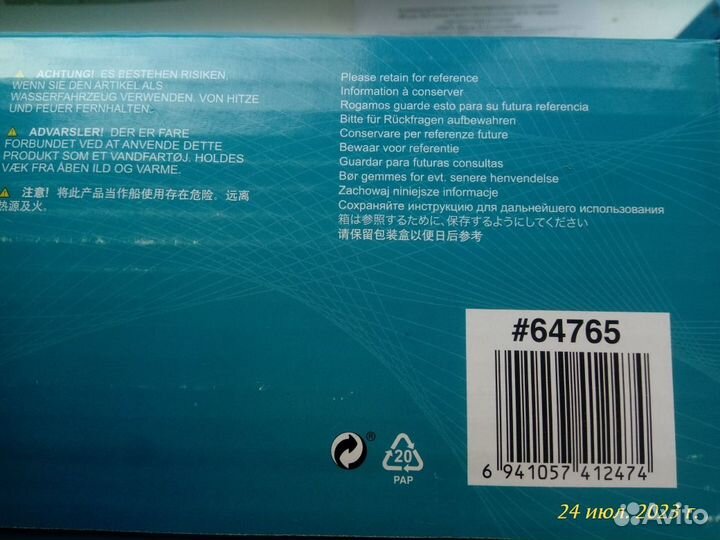 ACHTUNG! ES BESTEHEN RISIKEN,
WENN SIE DEN ARTIKEL ALS
WASSERFAHRZEUG VERWENDEN. VON HITZE
UND FEUER FERNHALTEN.
ADVARSLER! DER ER FARE
FORBUNDET VED AT ANVENDE DETTE
PRODUKT SOM ET VANDFARTØJ. HOLDES
VÆK FRA ÅBEN ILD OG VARME.
注意! 将此产品当作船使用存在危险。远离
热源及火。
Please retain for reference
Information à conserver
Rogamos guarde esto para su futura referencia
Bitte für Rückfragen aufbewahren
Conservare per referenze future
Bewaar voor referentie
Guardar para futuras consultas
Bør gemmes for evt. senere henvendelse
Zachowaj niniejsze informacje
Сохраняйте инструкцию для дальнейшего использования
箱は参照するために、保存するようにしてください
请保留包装盒以便日后参考
#64765
6 941057 412474
®
20
PAP
24 июл. 2023 г.
Avito